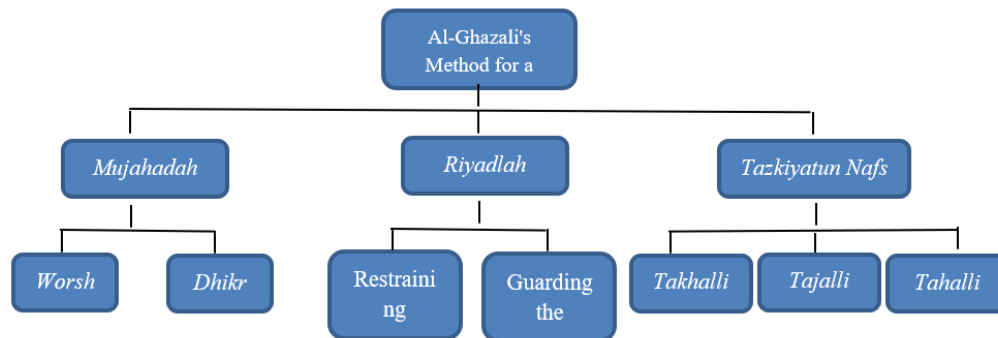 Al-Ghazali's
Method for a
Mujahadah
Riyadlah
Tazkiyatun Nafs
Worsh
Dhikr
Restraini
ng
Guarding
the
Takhalli
Tajalli
Tahalli